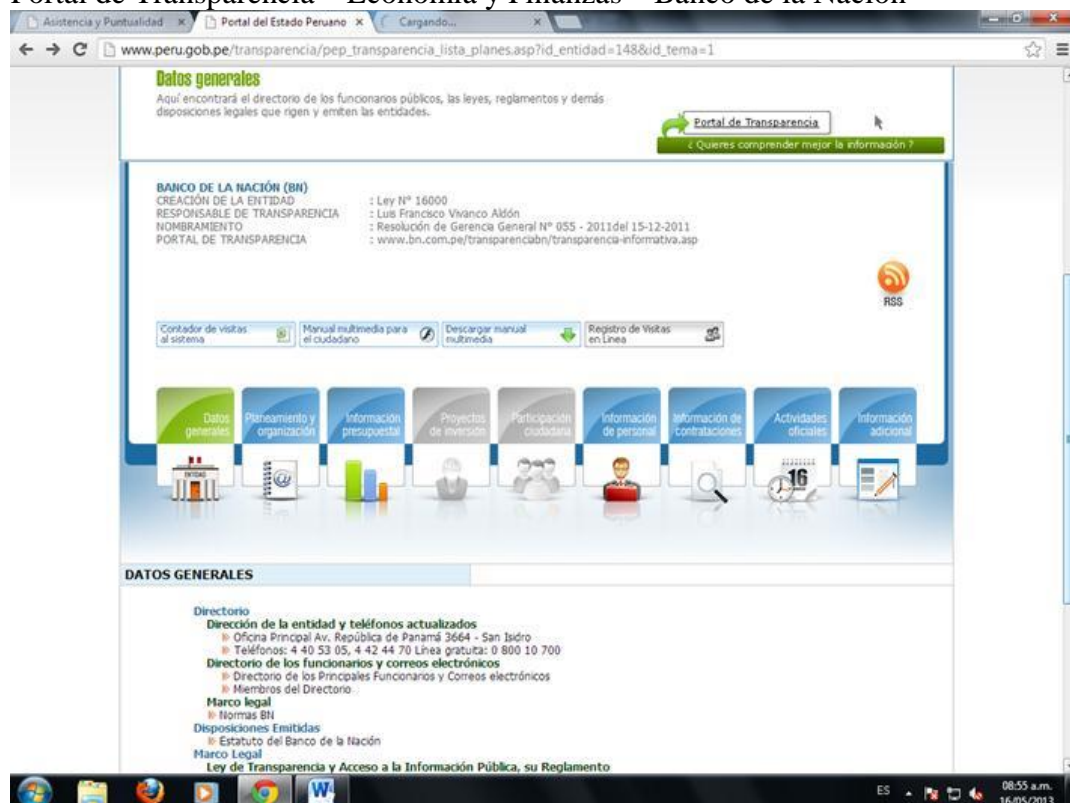 Portal de Transparencia – Economía y Finanzas – Banco de la Nación
Asistencia y Puntualidad
Portal del Estado Peruano
Cargando...
www.peru.gob.pe/transparencia/pep_transparencia_lista_planes.asp?id_entidad=148&id_tema=1
Datos generales
Aquí encontrará el directorio de los funcionarios públicos, las leyes, reglamentos y demás
disposiciones legales que rigen y emiten las entidades.
Portal de Transparencia
¿ Quieres comprender mejor la información ?
BANCO DE LA NACIÓN (BN)
CREACIÓN DE LA ENTIDAD : Ley Nº 16000
RESPONSABLE DE TRANSPARENCIA : Luis Francisco Vivanco Aldón
NOMBRAMIENTO : Resolución de Gerencia General Nº 055 - 2011del 15-12-2011
PORTAL DE TRANSPARENCIA : www.bn.com.pe/transparenciabn/transparencia-informativa.asp
RSS
Contador de visitas
al sistema
Manual multimedia para
el ciudadano
Descargar manual
multimedia
Registro de Visitas
en Línea
Datos
generales
Planeamiento y
organización
Información
presupuestal
Proyectos
de inversión
Participación
ciudadana
Información
de personal
Información de
contrataciones
Actividades
oficiales
Información
adicional
ENTIDAD
@
16
DATOS GENERALES
Directorio
Dirección de la entidad y teléfonos actualizados
Oficina Principal Av. República de Panamá 3664 - San Isidro
Teléfonos: 4 40 53 05, 4 42 44 70 Línea gratuita: 0 800 10 700
Directorio de los funcionarios y correos electrónicos
Directorio de los Principales Funcionarios y Correos electrónicos
Miembros del Directorio
Marco legal
Normas BN
Disposiciones Emitidas
Estatuto del Banco de la Nación
Marco Legal
Ley de Transparencia y Acceso a la Información Pública, su Reglamento
ES
08:55 a.m.
16/05/2013